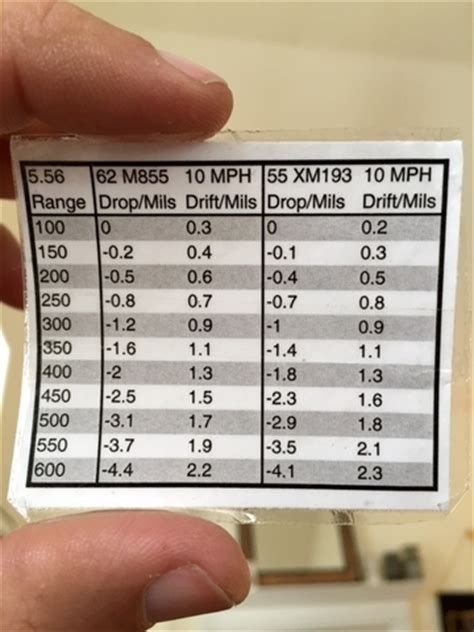 5.56 62 M855 10 MPH 55 XM193 10 MPH
Range Drop/Mils Drift/Mils Drop/Mils Drift/Mils
100 0 0.3 0 0.2
150 -0.2 0.4 -0.1 0.3
200 -0.5 0.6 -0.4 0.5
250 -0.8 0.7 -0.7 0.8
300 -1.2 0.9 -1 0.9
350 -1.6 1.1 -1.4 1.1
400 -2 1.3 -1.8 1.3
450 -2.5 1.5 -2.3 1.6
500 -3.1 1.7 -2.9 1.8
550 -3.7 1.9 -3.5 2.1
600 -4.4 2.2 -4.1 2.3